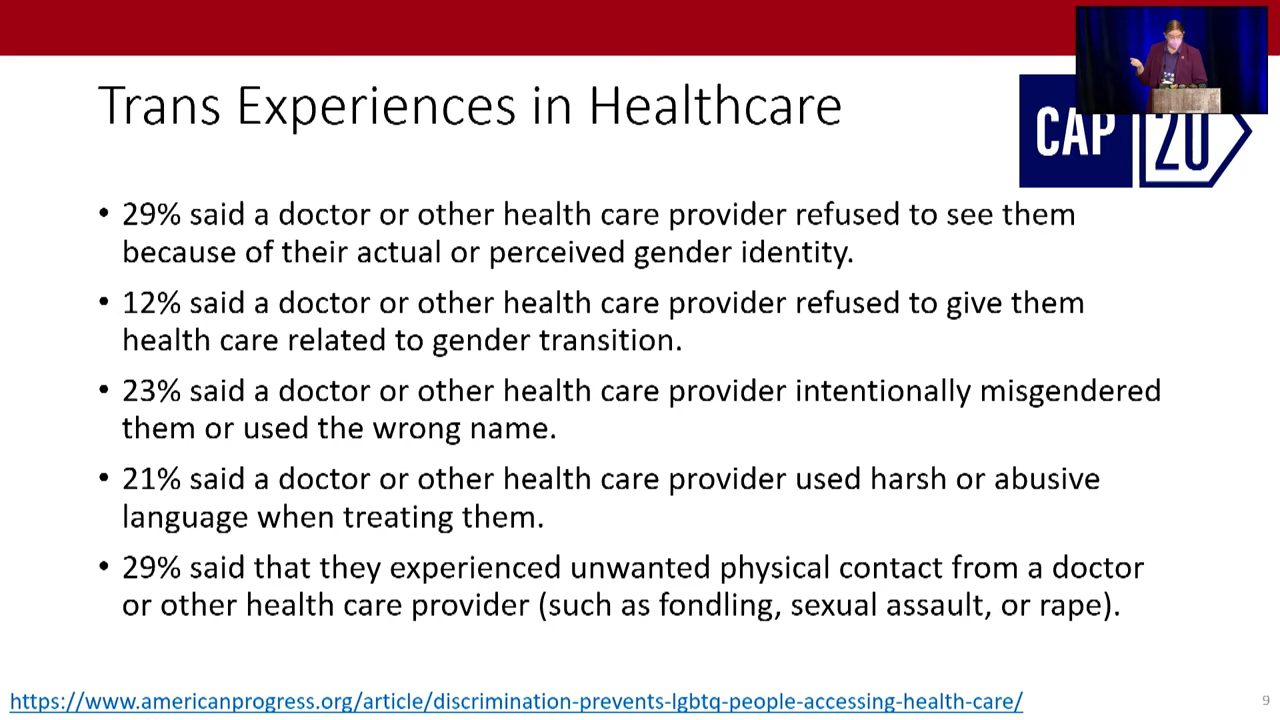 Trans Experiences in Healthcare
CAP 20
• 29% said a doctor or other health care provider refused to see them
because of their actual or perceived gender identity.
• 12% said a doctor or other health care provider refused to give them
health care related to gender transition.
• 23% said a doctor or other health care provider intentionally misgendered
them or used the wrong name.
• 21% said a doctor or other health care provider used harsh or abusive
language when treating them.
• 29% said that they experienced unwanted physical contact from a doctor
or other health care provider (such as fondling, sexual assault, or rape).
https://www.americanprogress.org/article/discrimination-prevents-lgbtq-people-accessing-health-care/
9